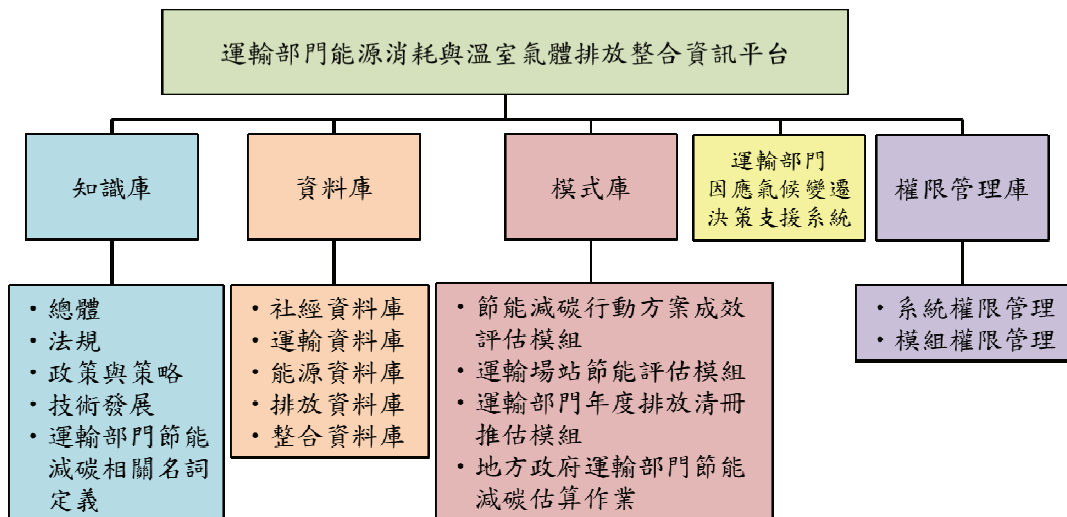 運輸部門能源消耗與溫室氣體排放整合資訊平台
知識庫
資料庫
模式庫
運輸部門
因應氣候變遷
決策支援系統
權限管理庫
・總體
・法規
・政策與策略
・技術發展
・運輸部門節能
減碳相關名詞
定義
・社經資料庫
・運輸資料庫
・能源資料庫
・排放資料庫
・整合資料庫
・節能減碳行動方案成效
評估模組
・運輸場站節能評估模組
・運輸部門年度排放清冊
推估模組
・地方政府運輸部門節能
減碳估算作業
・系統權限管理
・模組權限管理